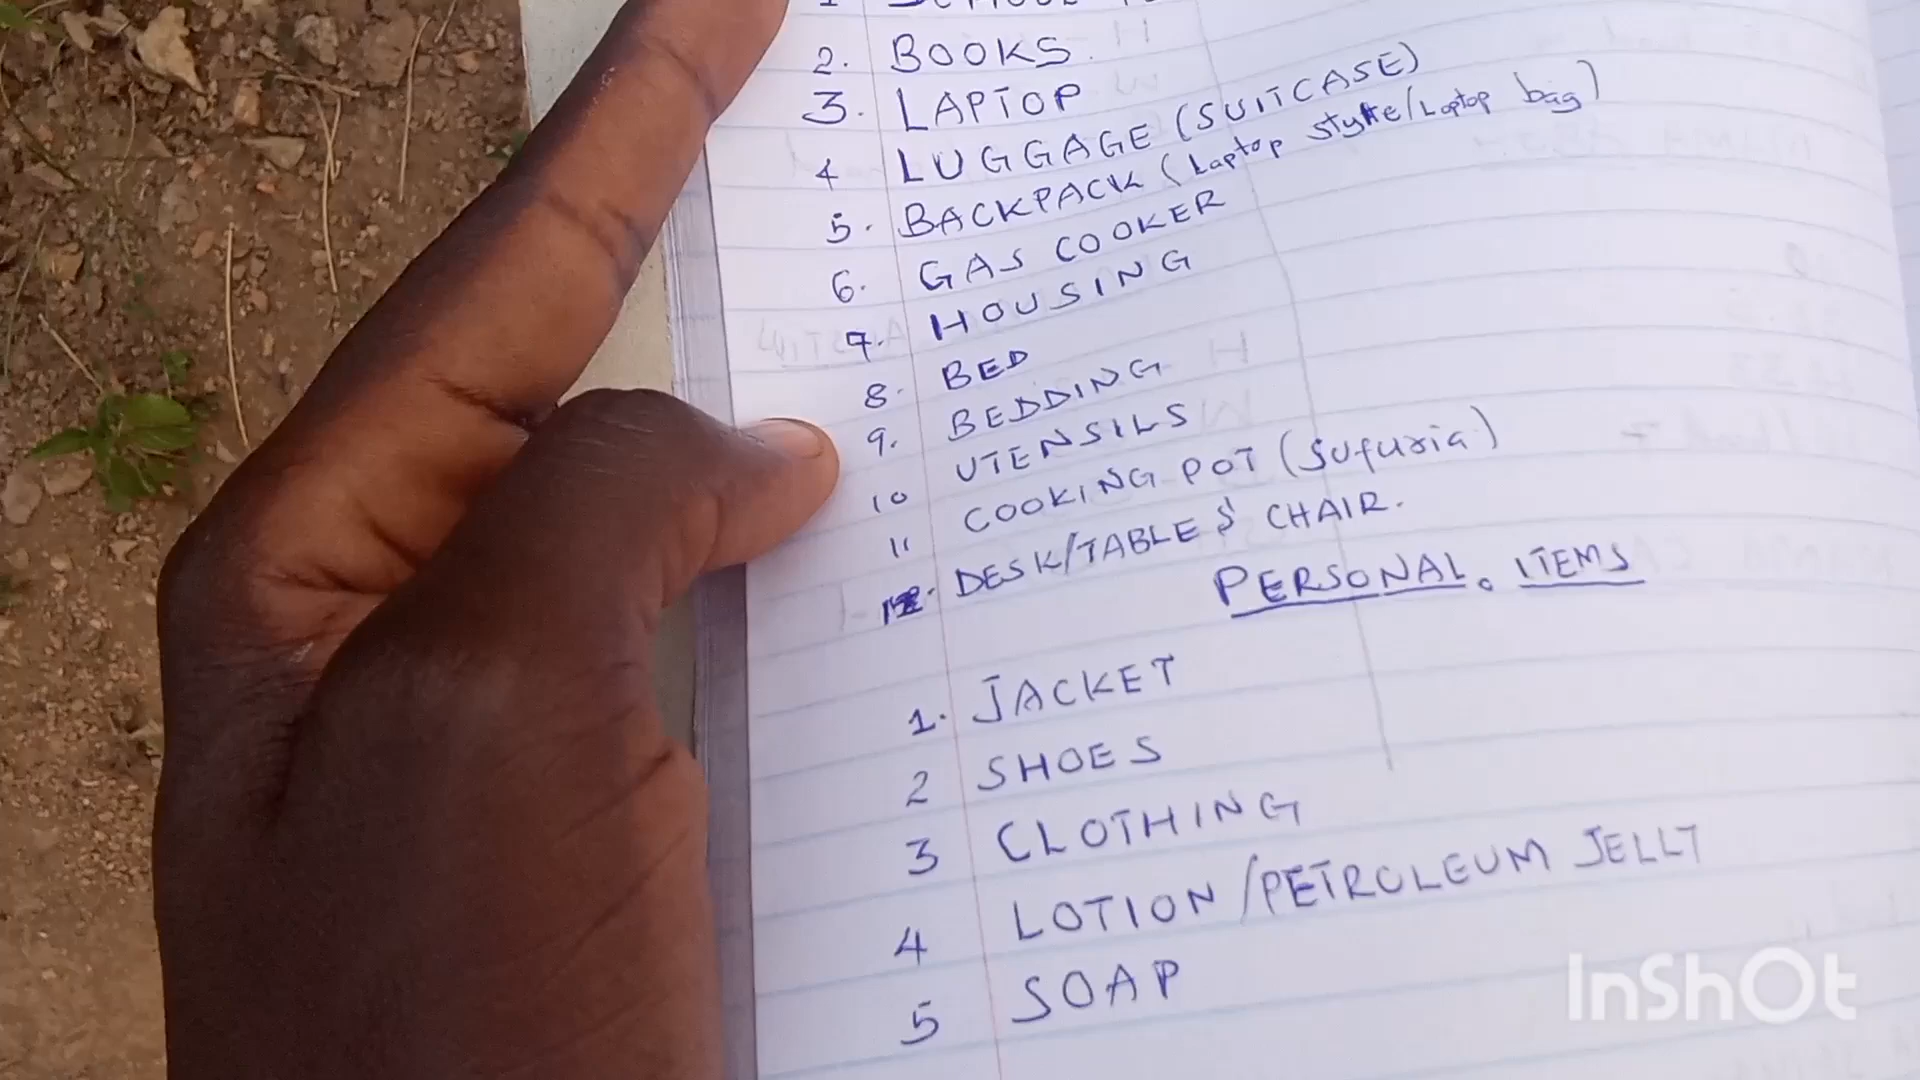 1 SCHOOL
2. BOOKS.
3. LAPTOP
4 LUGGAGE (SUITCASE)
5. BACKPACK (Laptop style/Laptop bag)
6. GAS COOKER
7. HOUSING
8. BED
9. BEDDING
10 UTENSILS
11 COOKING POT (Sufuria)
12. DESK/TABLE & CHAIR.
PERSONAL. ITEMS
1. JACKET
2 SHOES
3 CLOTHING
4 LOTION/PETROLEUM JELLY
5 SOAP
InShOt